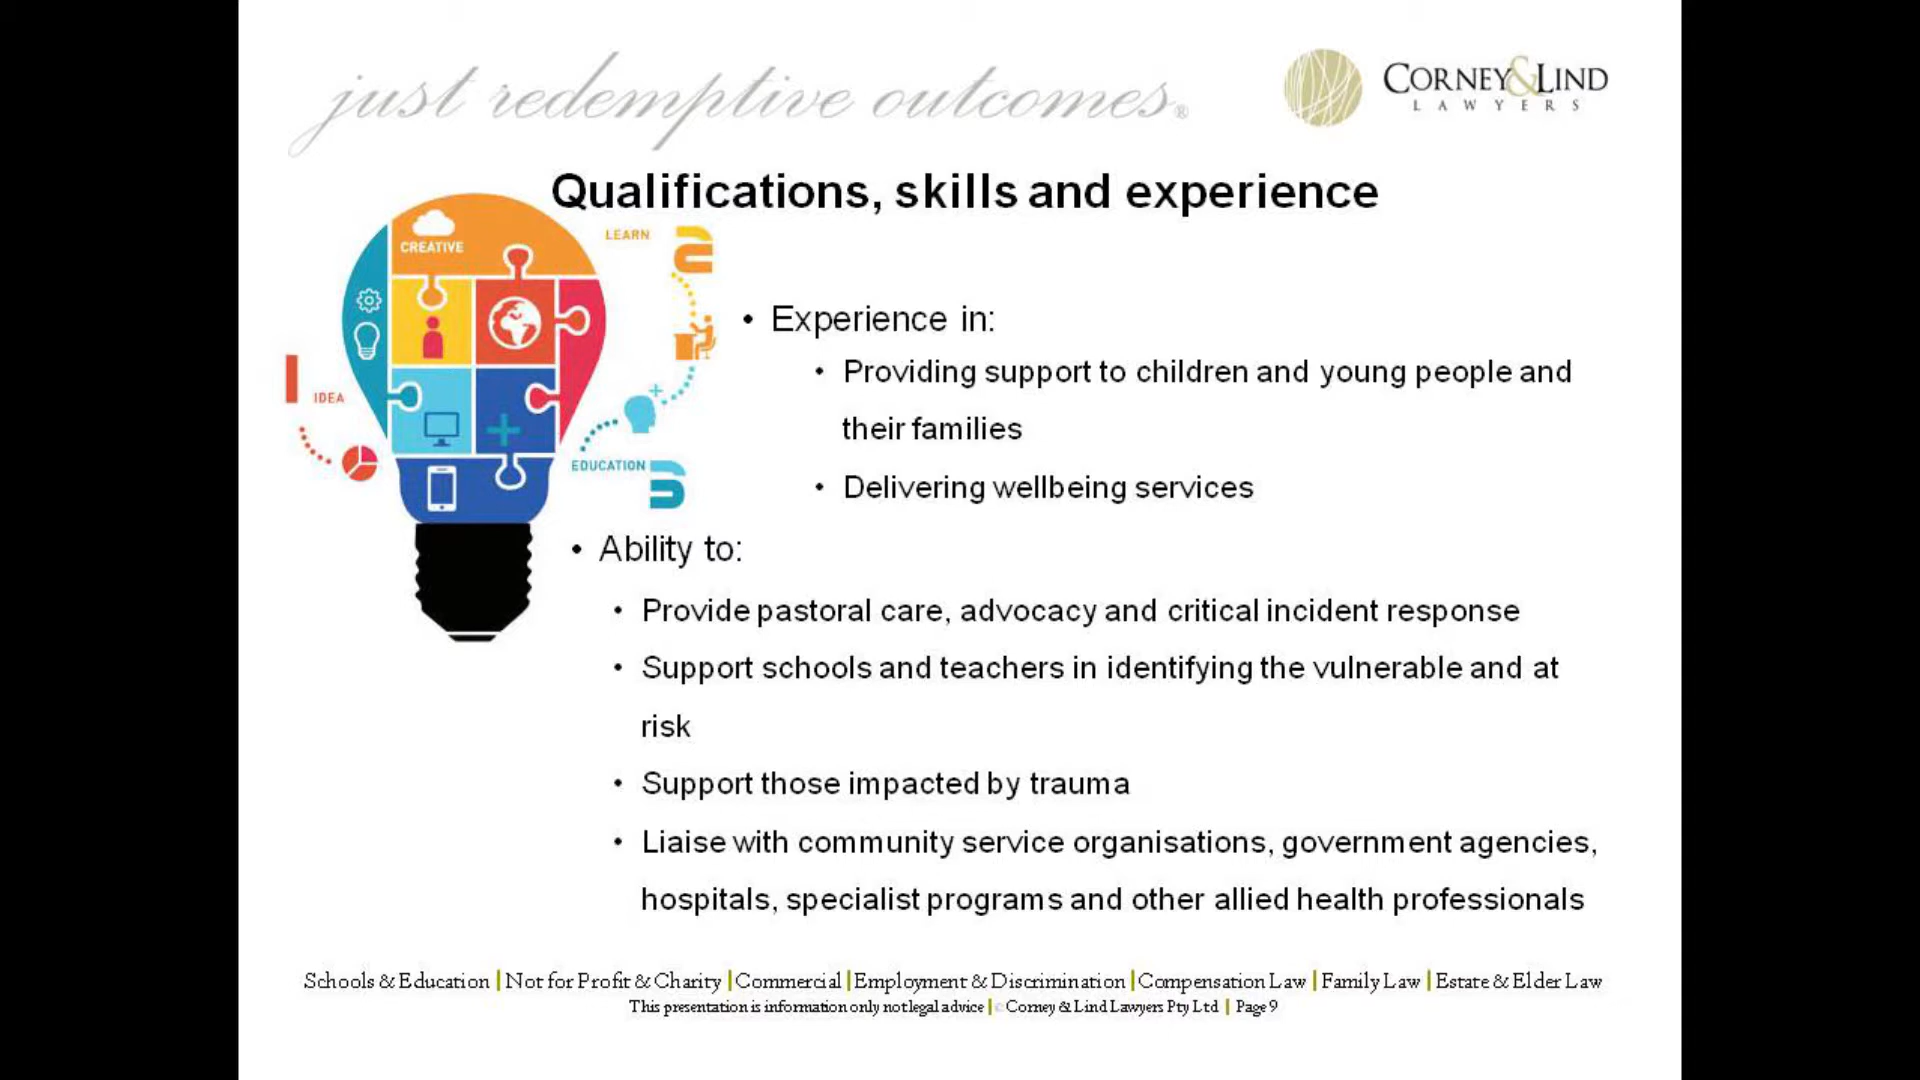 just redemptive outcomes®
CORNEY & LIND
LAWYERS
Qualifications, skills and experience
CREATIVE
LEARN
IDEA
EDUCATION
• Experience in:
• Providing support to children and young people and
their families
• Delivering wellbeing services
• Ability to:
• Provide pastoral care, advocacy and critical incident response
• Support schools and teachers in identifying the vulnerable and at
risk
• Support those impacted by trauma
• Liaise with community service organisations, government agencies,
hospitals, specialist programs and other allied health professionals
Schools & Education | Not for Profit & Charity | Commercial | Employment & Discrimination | Compensation Law | Family Law | Estate & Elder Law
This presentation is information only not legal advice | © Corney & Lind Lawyers Pty Ltd | Page 9